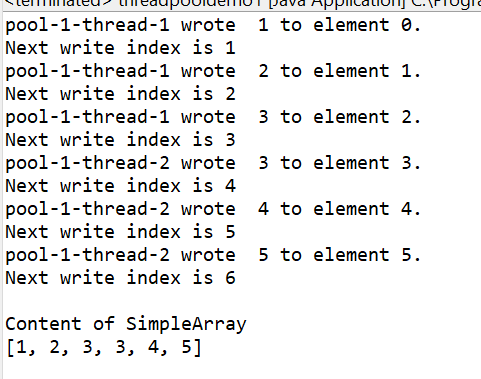 <terminated> threadpooldemo1 [Java Application] C:\Progra
pool-1-thread-1 wrote  1 to element 0.
Next write index is 1
pool-1-thread-1 wrote  2 to element 1.
Next write index is 2
pool-1-thread-1 wrote  3 to element 2.
Next write index is 3
pool-1-thread-2 wrote  3 to element 3.
Next write index is 4
pool-1-thread-2 wrote  4 to element 4.
Next write index is 5
pool-1-thread-2 wrote  5 to element 5.
Next write index is 6

Content of SimpleArray
[1, 2, 3, 3, 4, 5]